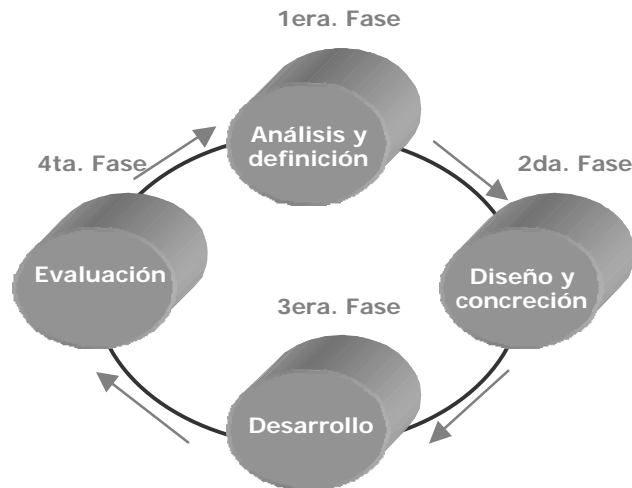 1era. Fase
Análisis y
definición
2da. Fase
Diseño y
concreción
3era. Fase
Desarrollo
4ta. Fase
Evaluación